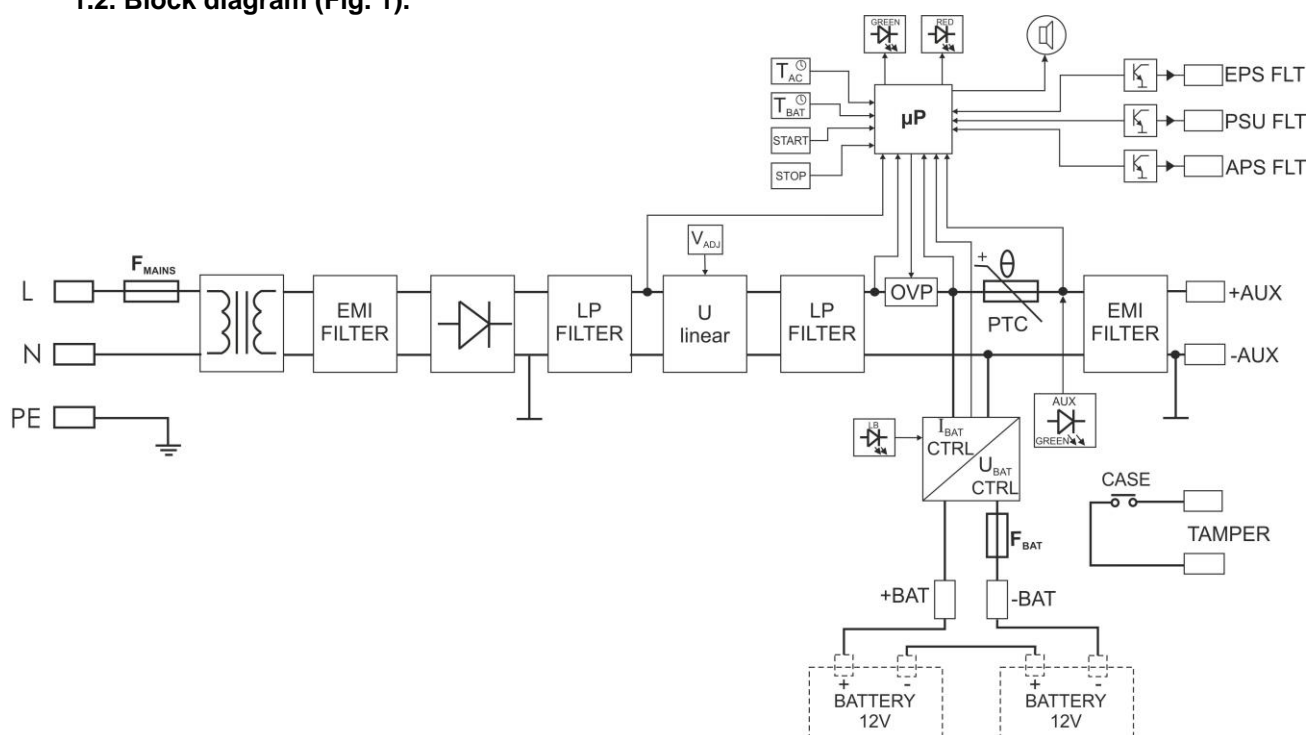 1.2. Block diagram (Fig. 1).
GREEN
RED
T AC
T BAT
START
STOP
µP
EPS FLT
PSU FLT
APS FLT
L
N
PE
F MAINS
EMI
FILTER
LP
FILTER
V ADJ
U
linear
LP
FILTER
OVP
+
θ
PTC
EMI
FILTER
+AUX
-AUX
LB
I BAT
CTRL
U BAT
CTRL
AUX
GREEN
CASE
TAMPER
F BAT
+BAT
-BAT
+ -
BATTERY
12V
+ -
BATTERY
12V